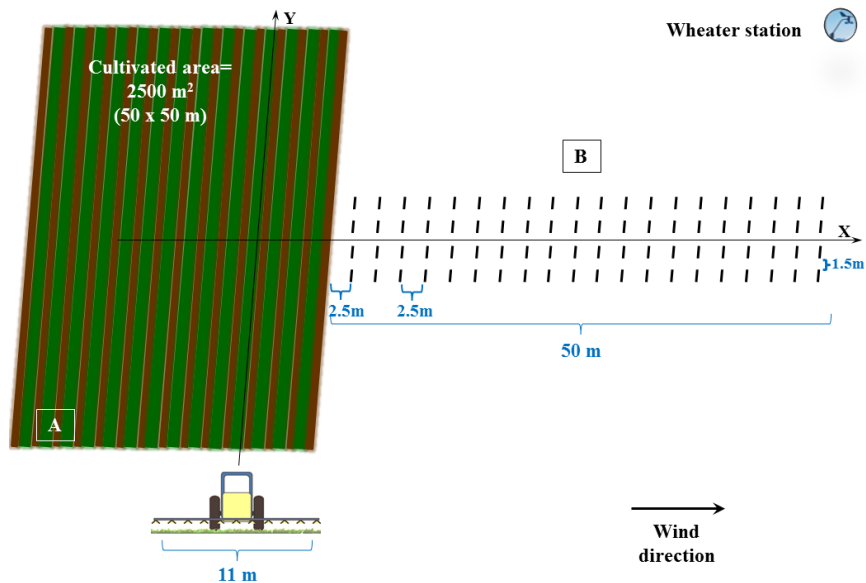 Y
Wheater station
Cultivated area=
2500 m²
(50 x 50 m)
B
X
1.5m
2.5m
2.5m
50 m
A
11 m
Wind
direction